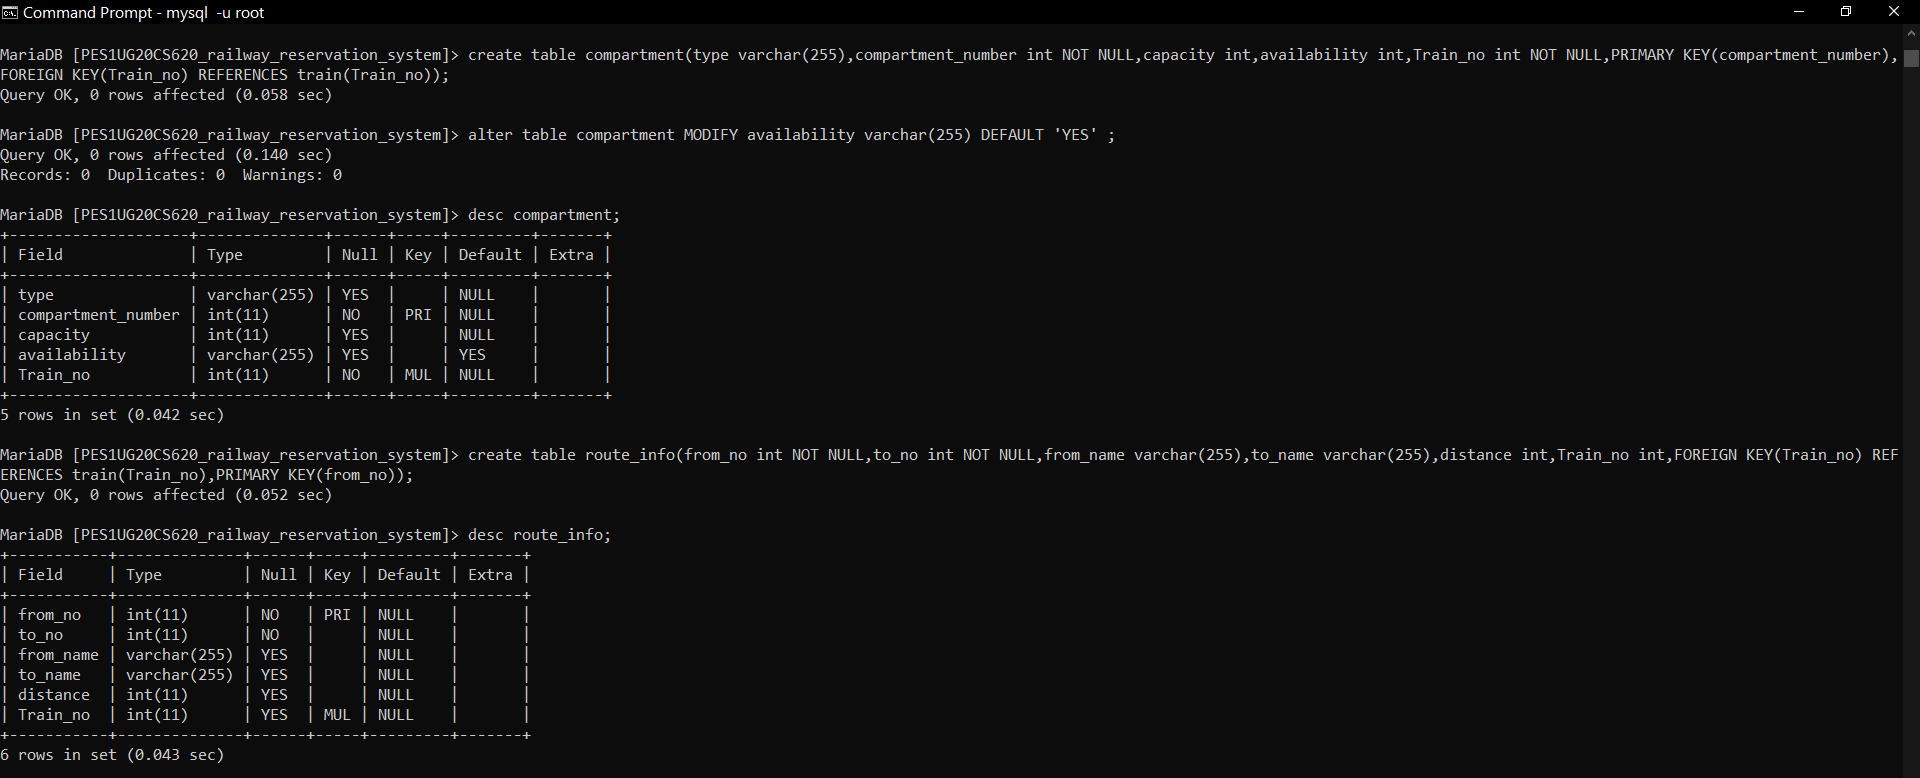 Command Prompt - mysql  -u root
MariaDB [PES1UG20CS620_railway_reservation_system]> create table compartment(type varchar(255),compartment_number int NOT NULL,capacity int,availability int,Train_no int NOT NULL,PRIMARY KEY(compartment_number),
FOREIGN KEY(Train_no) REFERENCES train(Train_no));
Query OK, 0 rows affected (0.058 sec)
MariaDB [PES1UG20CS620_railway_reservation_system]> alter table compartment MODIFY availability varchar(255) DEFAULT 'YES' ;
Query OK, 0 rows affected (0.140 sec)
Records: 0  Duplicates: 0  Warnings: 0
MariaDB [PES1UG20CS620_railway_reservation_system]> desc compartment;
+--------------------+--------------+------+-----+---------+-------+
| Field              | Type         | Null | Key | Default | Extra |
+--------------------+--------------+------+-----+---------+-------+
| type               | varchar(255) | YES  |     | NULL    |       |
| compartment_number | int(11)      | NO   | PRI | NULL    |       |
| capacity           | int(11)      | YES  |     | NULL    |       |
| availability       | varchar(255) | YES  |     | YES     |       |
| Train_no           | int(11)      | NO   | MUL | NULL    |       |
+--------------------+--------------+------+-----+---------+-------+
5 rows in set (0.042 sec)
MariaDB [PES1UG20CS620_railway_reservation_system]> create table route_info(from_no int NOT NULL,to_no int NOT NULL,from_name varchar(255),to_name varchar(255),distance int,Train_no int,FOREIGN KEY(Train_no) REF
ERENCES train(Train_no),PRIMARY KEY(from_no));
Query OK, 0 rows affected (0.052 sec)
MariaDB [PES1UG20CS620_railway_reservation_system]> desc route_info;
+-----------+--------------+------+-----+---------+-------+
| Field     | Type         | Null | Key | Default | Extra |
+-----------+--------------+------+-----+---------+-------+
| from_no   | int(11)      | NO   | PRI | NULL    |       |
| to_no     | int(11)      | NO   |     | NULL    |       |
| from_name | varchar(255) | YES  |     | NULL    |       |
| to_name   | varchar(255) | YES  |     | NULL    |       |
| distance  | int(11)      | YES  |     | NULL    |       |
| Train_no  | int(11)      | YES  | MUL | NULL    |       |
+-----------+--------------+------+-----+---------+-------+
6 rows in set (0.043 sec)